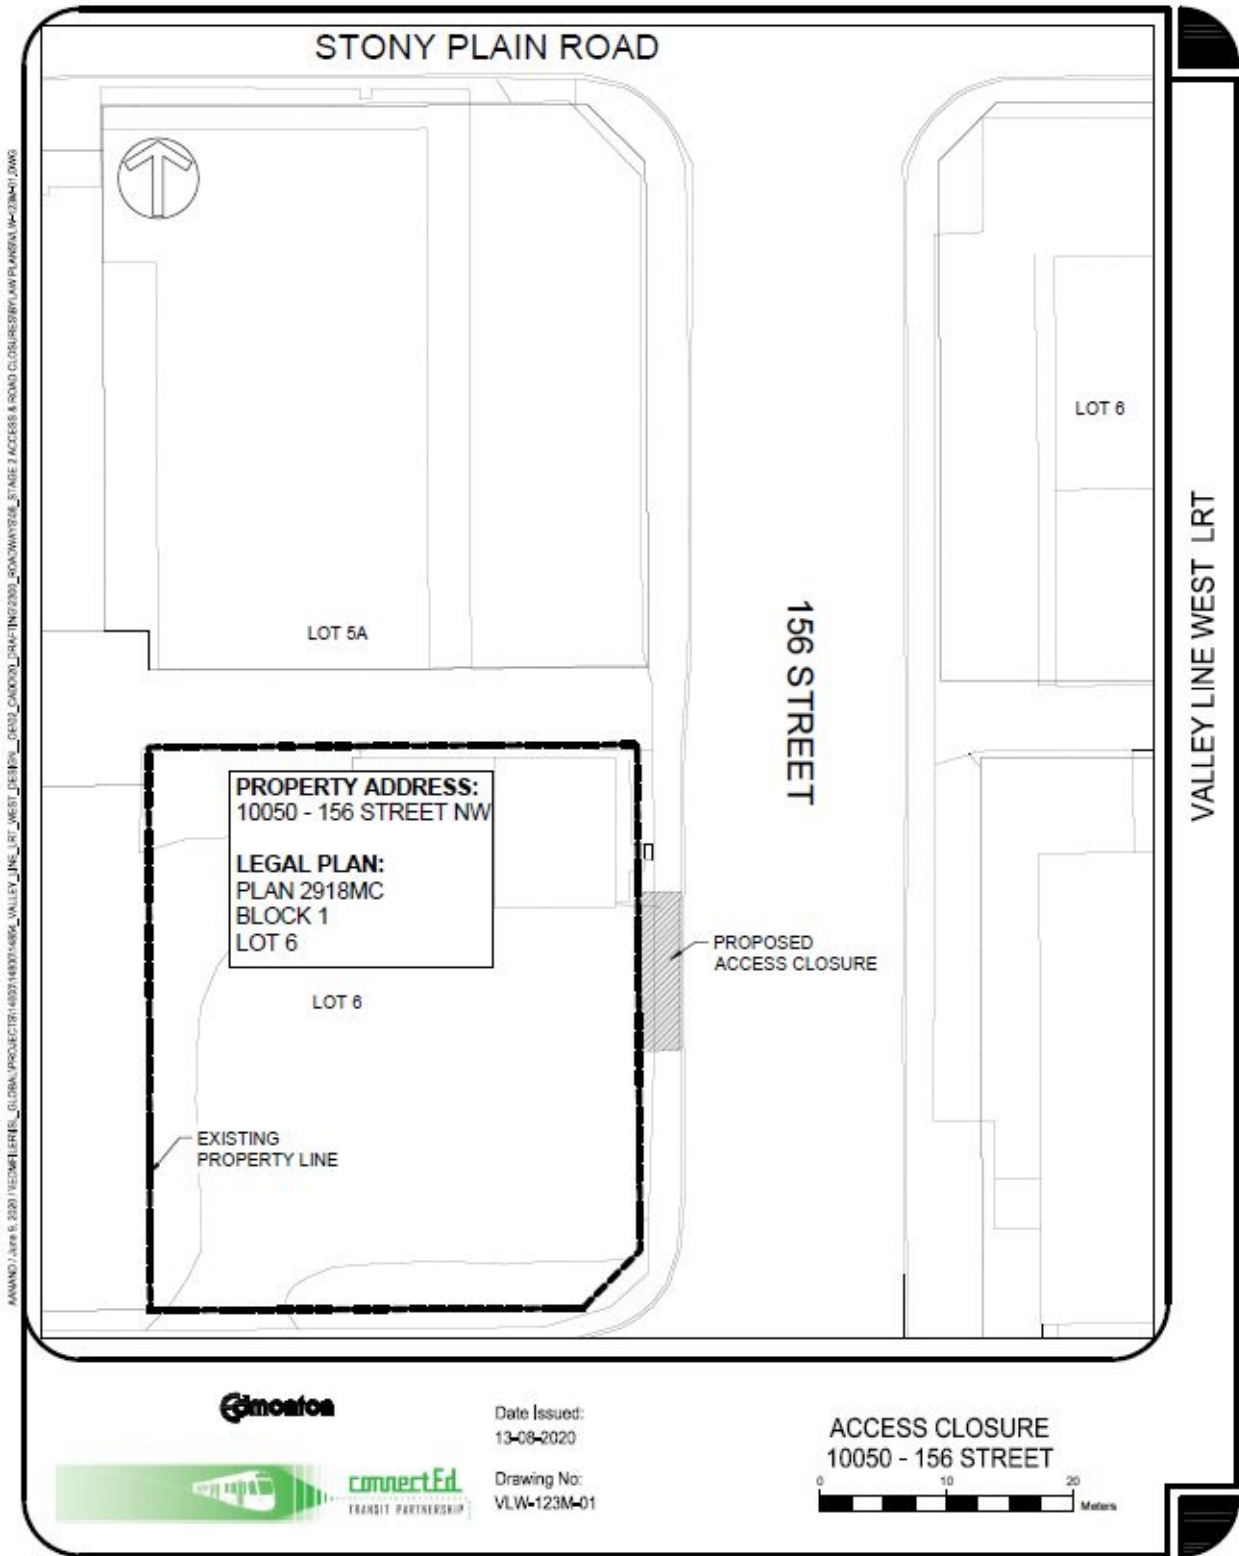 STONY PLAIN ROAD
LOT 6
LOT 5A
156 STREET
VALLEY LINE WEST LRT
PROPERTY ADDRESS:
10050 - 156 STREET NW
LEGAL PLAN:
PLAN 2918MC
BLOCK 1
LOT 6
PROPOSED
ACCESS CLOSURE
LOT 6
EXISTING
PROPERTY LINE
Edmonton
connectEd
TRANSIT PARTNERSHIP
Date Issued:
13-08-2020
Drawing No:
VLW-123M-01
ACCESS CLOSURE
10050 - 156 STREET
0 10 20
Meters